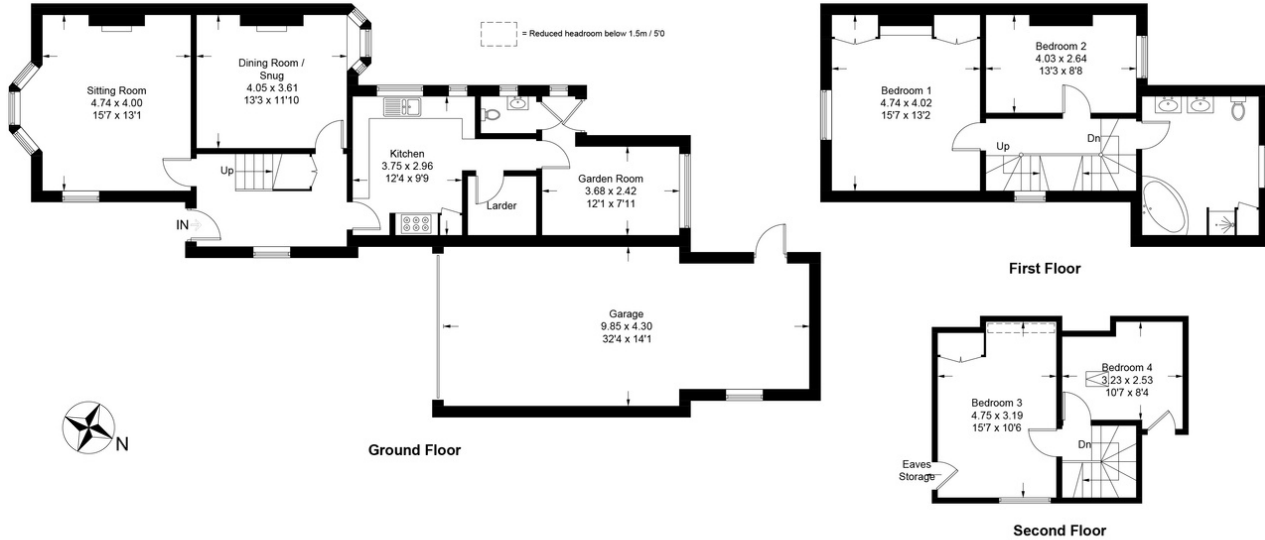 = Reduced headroom below 1.5m / 5'0
Sitting Room
4.74 x 4.00
15'7 x 13'1
Dining Room /
Snug
4.05 x 3.61
13'3 x 11'10
Kitchen
3.75 x 2.96
12'4 x 9'9
Up
IN
Larder
Garden Room
3.68 x 2.42
12'1 x 7'11
Garage
9.85 x 4.30
32'4 x 14'1
N
Ground Floor
Bedroom 1
4.74 x 4.02
15'7 x 13'2
Bedroom 2
4.03 x 2.64
13'3 x 8'8
Up
Dn
First Floor
Bedroom 3
4.75 x 3.19
15'7 x 10'6
Bedroom 4
3.23 x 2.53
10'7 x 8'4
Dn
Eaves
Storage
Second Floor